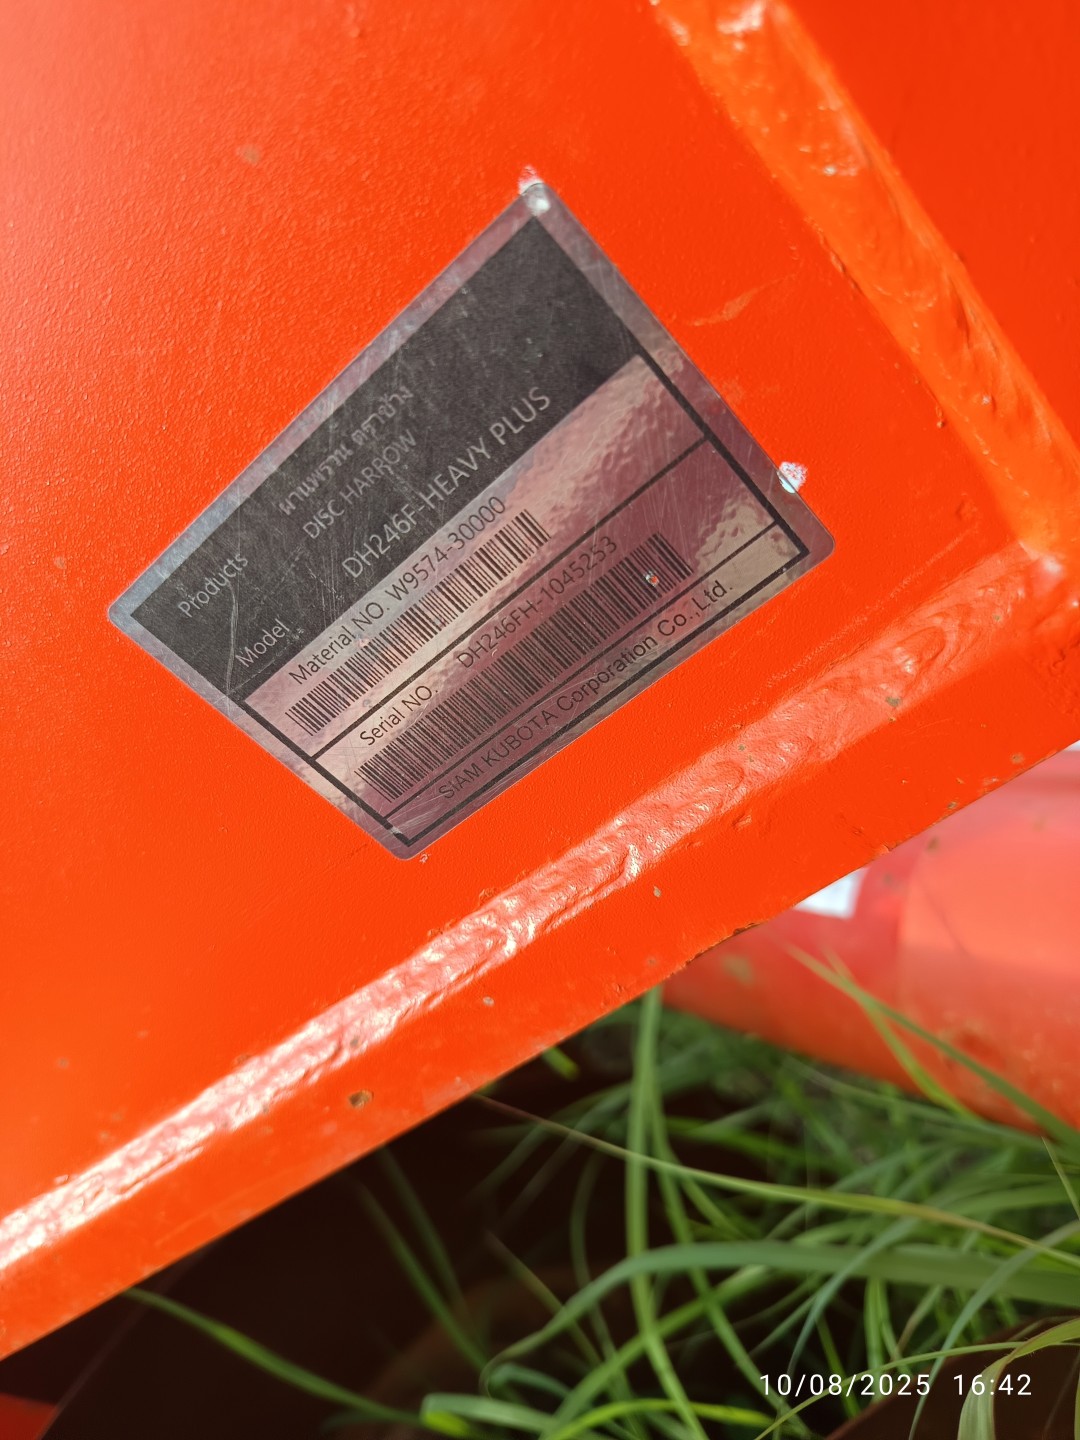 Products ผานพรวน ตราช้าง
DISC HARROW
Model DH246F-HEAVY PLUS
Material NO. W9574-30000
Serial NO. DH246FH-1045253
SIAM KUBOTA Corporation Co.,Ltd.
10/08/2025 16:42